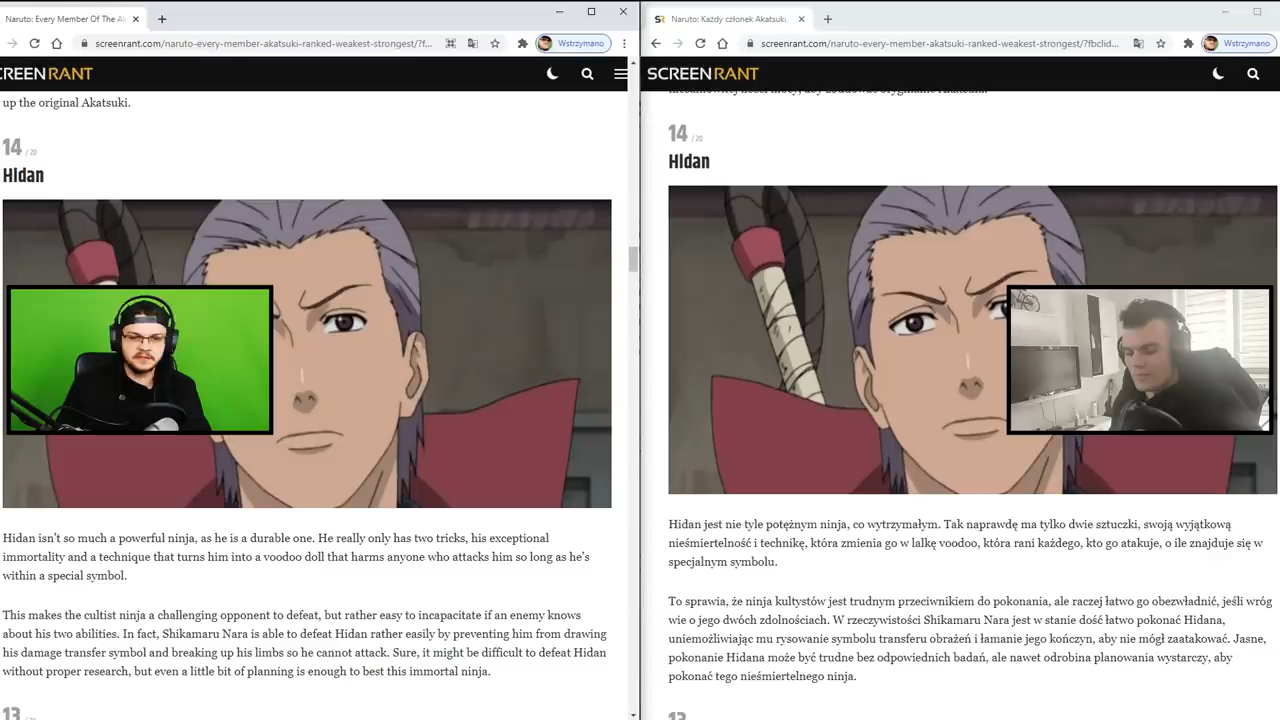 Naruto: Every Member Of The A
screenrant.com/naruto-every-member-akatsuki-ranked-weakest-strongest/?f...
Wstrzymano
SCREENRANT
up the original Akatsuki.
14 / 20
Hidan
Hidan isn't so much a powerful ninja, as he is a durable one. He really only has two tricks, his exceptional
immortality and a technique that turns him into a voodoo doll that harms anyone who attacks him so long as he's
within a special symbol.
This makes the cultist ninja a challenging opponent to defeat, but rather easy to incapacitate if an enemy knows
about his two abilities. In fact, Shikamaru Nara is able to defeat Hidan rather easily by preventing him from drawing
his damage transfer symbol and breaking up his limbs so he cannot attack. Sure, it might be difficult to defeat Hidan
without proper research, but even a little bit of planning is enough to best this immortal ninja.
13
SR Naruto: Każdy członek Akatsuki,
screenrant.com/naruto-every-member-akatsuki-ranked-weakest-strongest/?fbclid...
Wstrzymano
SCREENRANT
14 / 20
Hidan
Hidan jest nie tyle potężnym ninja, co wytrzymałym. Tak naprawdę ma tylko dwie sztuczki, swoją wyjątkową
nieśmiertelność i technikę, która zmienia go w lalkę voodoo, która rani każdego, kto go atakuje, o ile znajduje się w
specjalnym symbolu.
To sprawia, że ninja kultystów jest trudnym przeciwnikiem do pokonania, ale raczej łatwo go obezwładnić, jeśli wróg
wie o jego dwóch zdolnościach. W rzeczywistości Shikamaru Nara jest w stanie dość łatwo pokonać Hidana,
uniemożliwiając mu rysowanie symbolu transferu obrażeń i łamanie jego kończyn, aby nie mógł zaatakować. Jasne,
pokonanie Hidana może być trudne bez odpowiednich badań, ale nawet odrobina planowania wystarczy, aby
pokonać tego nieśmiertelnego ninja.
13